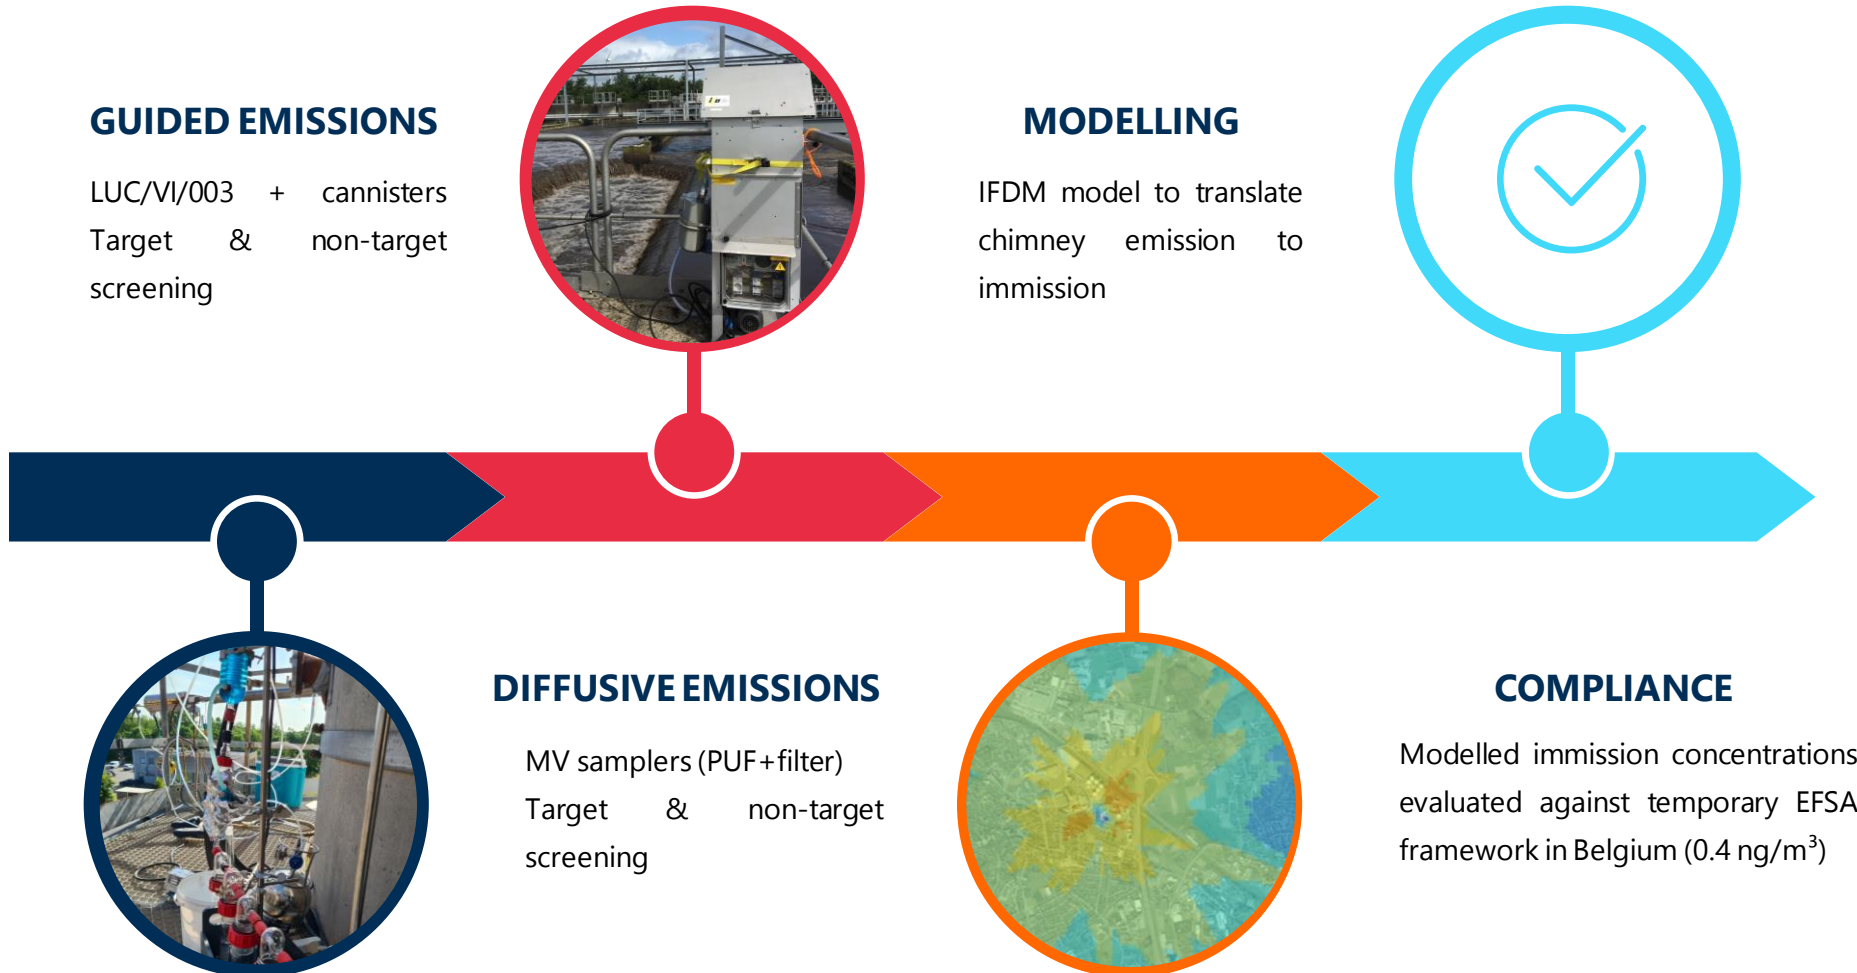 GUIDED EMISSIONS
LUC/VI/003 + cannisters
Target & non-target
screening
MODELLING
IFDM model to translate
chimney emission to
immission
DIFFUSIVE EMISSIONS
MV samplers (PUF+filter)
Target & non-target
screening
COMPLIANCE
Modelled immission concentrations
evaluated against temporary EFSA
framework in Belgium (0.4 ng/m³)